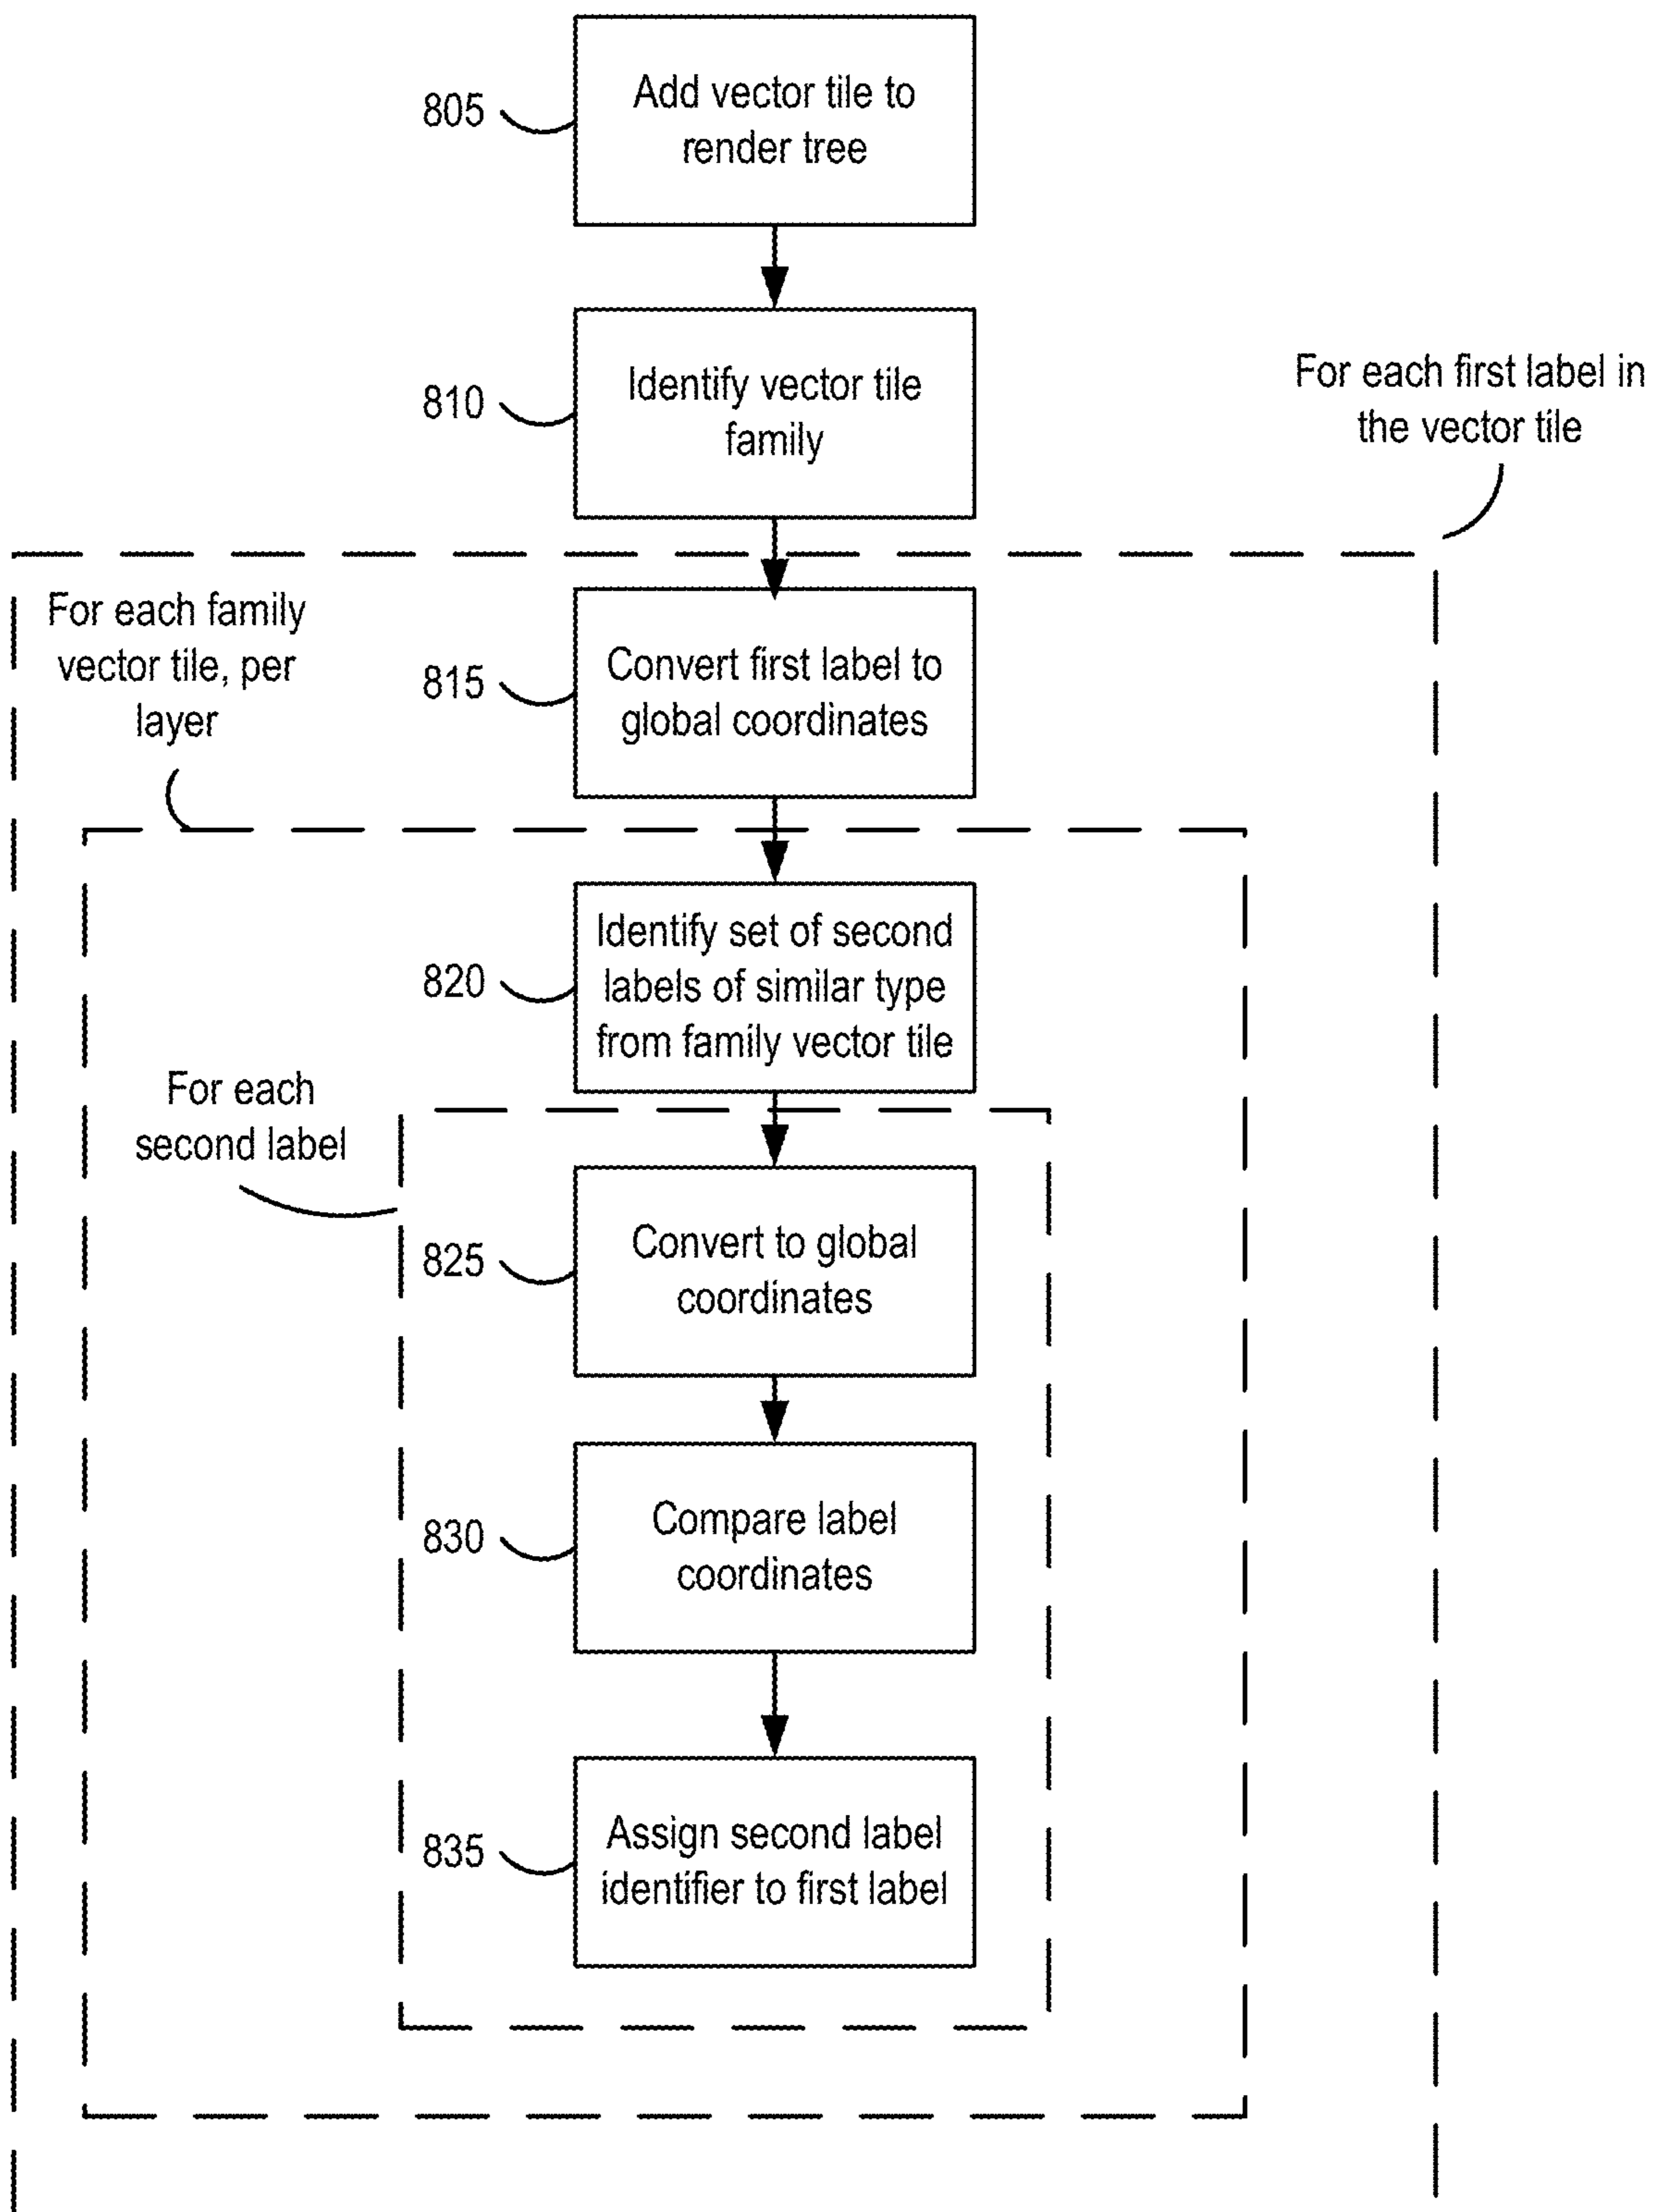 805
Add vector tile to
render tree
810
Identify vector tile
family
For each first label in
the vector tile
For each family
vector tile, per
layer
815
Convert first label to
global coordinates
820
Identify set of second
labels of similar type
from family vector tile
For each
second label
825
Convert to global
coordinates
830
Compare label
coordinates
835
Assign second label
identifier to first label